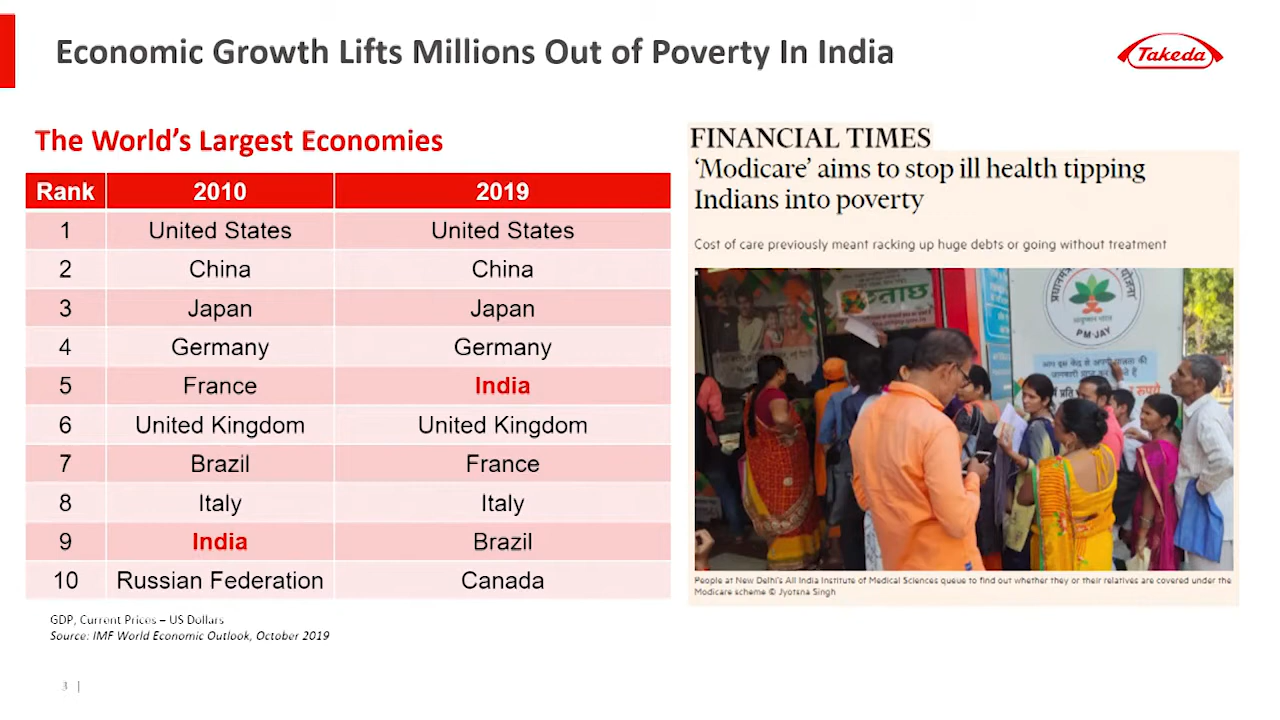 Economic Growth Lifts Millions Out of Poverty In India
Takeda
The World's Largest Economies
Rank 2010 2019
1 United States United States
2 China China
3 Japan Japan
4 Germany Germany
5 France India
6 United Kingdom United Kingdom
7 Brazil France
8 Italy Italy
9 India Brazil
10 Russian Federation Canada
GDP, Current Prices – US Dollars
Source: IMF World Economic Outlook, October 2019
FINANCIAL TIMES
'Modicare' aims to stop ill health tipping
Indians into poverty
Cost of care previously meant racking up huge debts or going without treatment
PM-JAY
People at New Delhi's All India Institute of Medical Sciences queue to find out whether they or their relatives are covered under the
Modicare scheme © Jyotsna Singh
3 |